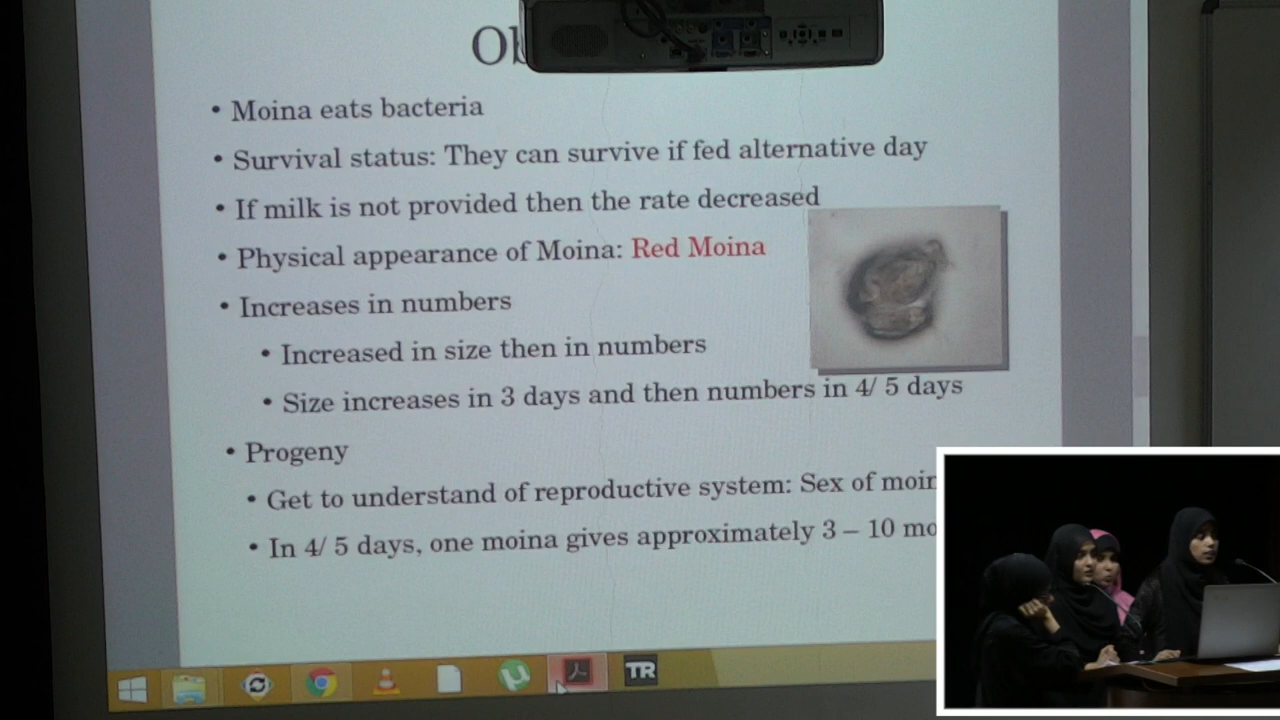 • Moina eats bacteria
• Survival status: They can survive if fed alternative day
• If milk is not provided then the rate decreased
• Physical appearance of Moina: Red Moina
• Increases in numbers
• Increased in size then in numbers
• Size increases in 3 days and then numbers in 4/ 5 days
• Progeny
• Get to understand of reproductive system: Sex of
• In 4/ 5 days, one moina gives approximately 3 – 10
TR